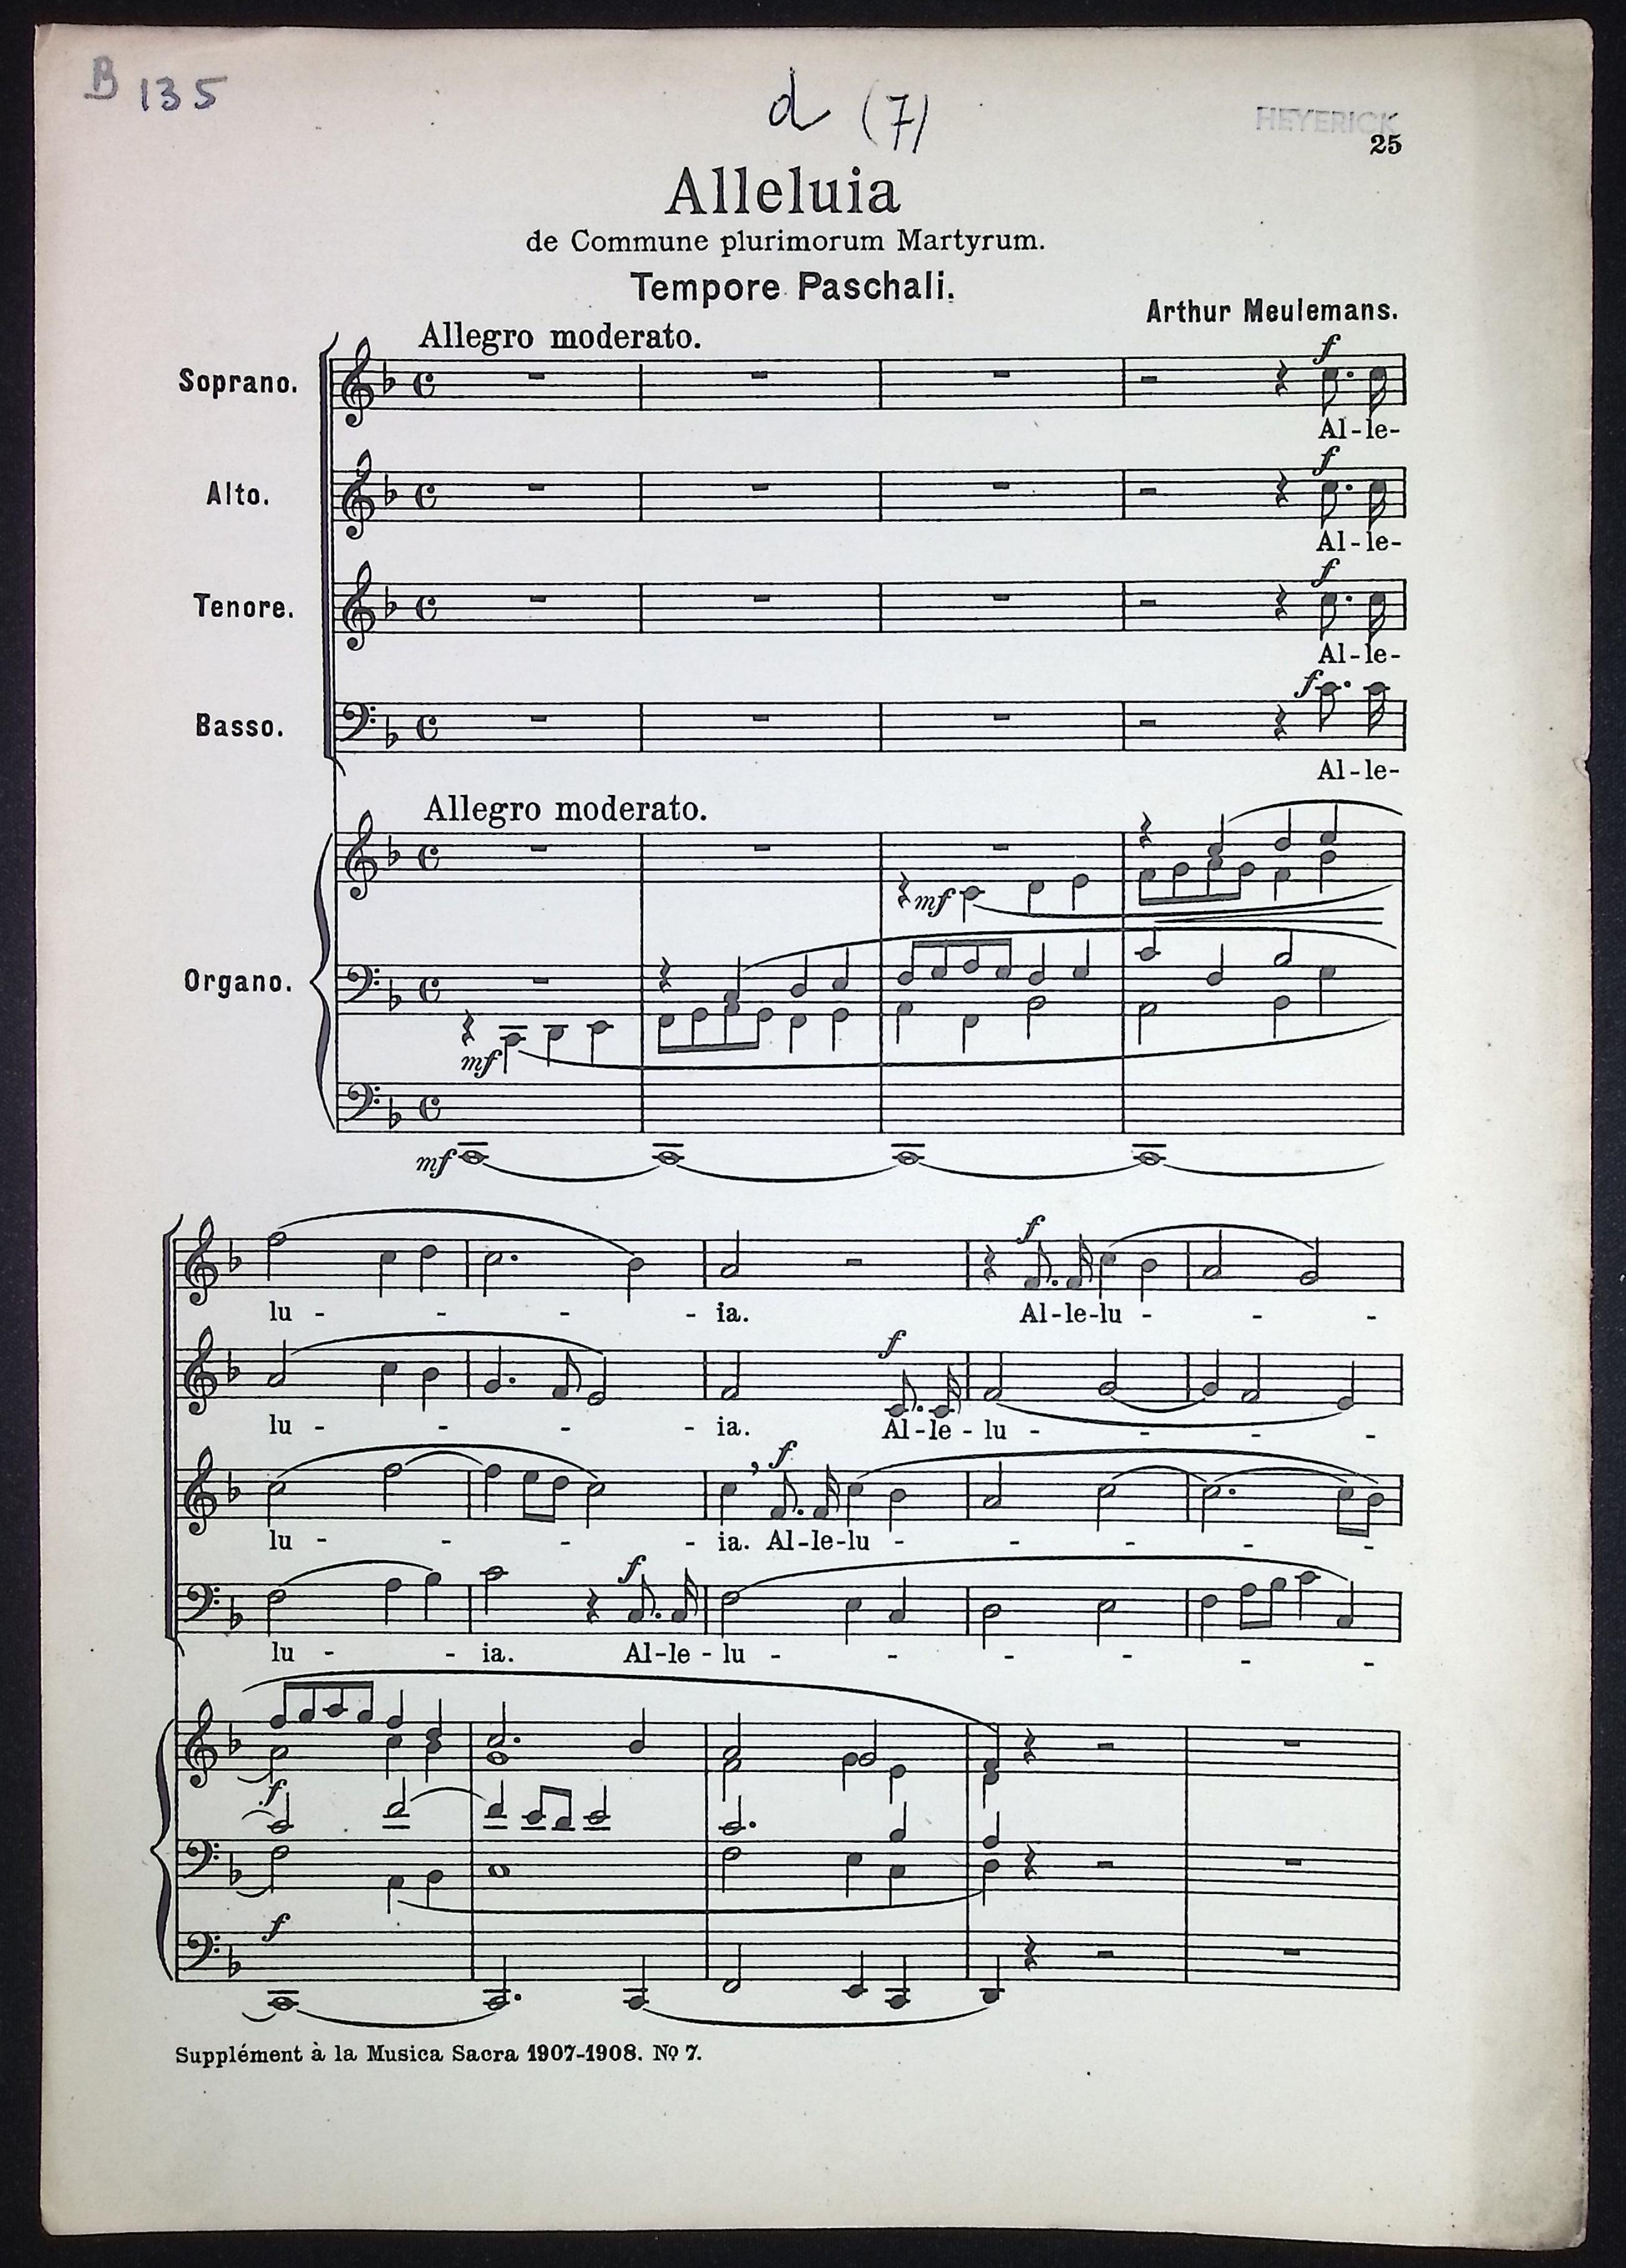 B 135
d (7)
HEYERICK
25
Alleluia
de Commune plurimorum Martyrum.
Tempore Paschali.
Arthur Meulemans.
Allegro moderato.
Soprano.
f
Al-le-
Alto.
f
Al-le-
Tenore.
f
Al-le-
Basso.
f
Al-le-
Allegro moderato.
mf
Organo.
mf
mf
f
lu - - - - ia. Al-le-lu - - -
f
lu - - - - ia. Al-le - lu - - - -
f
lu - - - - ia. Al-le-lu - - - - -
f
lu - - ia. Al-le - lu - - - - - -
f
f
Supplément à la Musica Sacra 1907-1908. No 7.